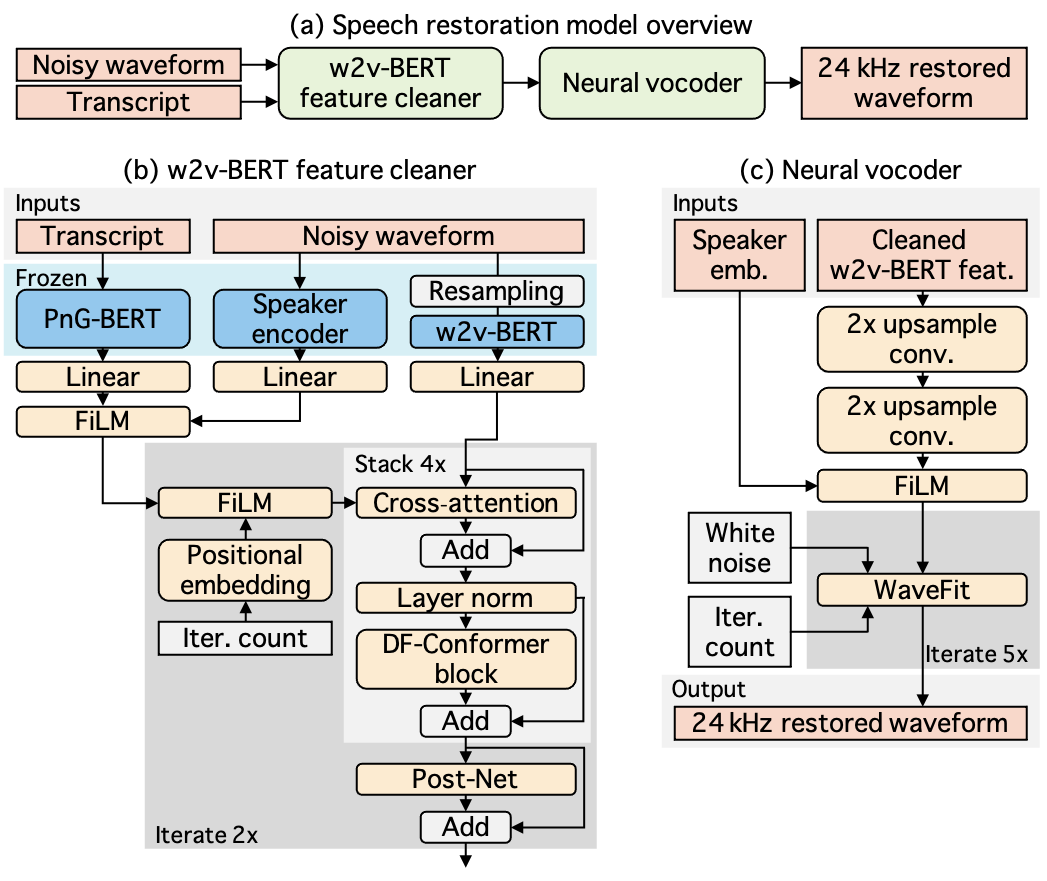 (a) Speech restoration model overview
Noisy waveform
Transcript
w2v-BERT
feature cleaner
Neural vocoder
24 kHz restored
waveform
(b) w2v-BERT feature cleaner
Inputs
Transcript
Noisy waveform
Frozen
PnG-BERT
Speaker
encoder
Resampling
w2v-BERT
Linear
Linear
Linear
FiLM
Stack 4x
FiLM
Cross-attention
Positional
embedding
Add
Iter. count
Layer norm
DF-Conformer
block
Add
Post-Net
Add
Iterate 2x
(c) Neural vocoder
Inputs
Speaker
emb.
Cleaned
w2v-BERT feat.
2x upsample
conv.
2x upsample
conv.
FiLM
White
noise
WaveFit
Iter.
count
Iterate 5x
Output
24 kHz restored waveform